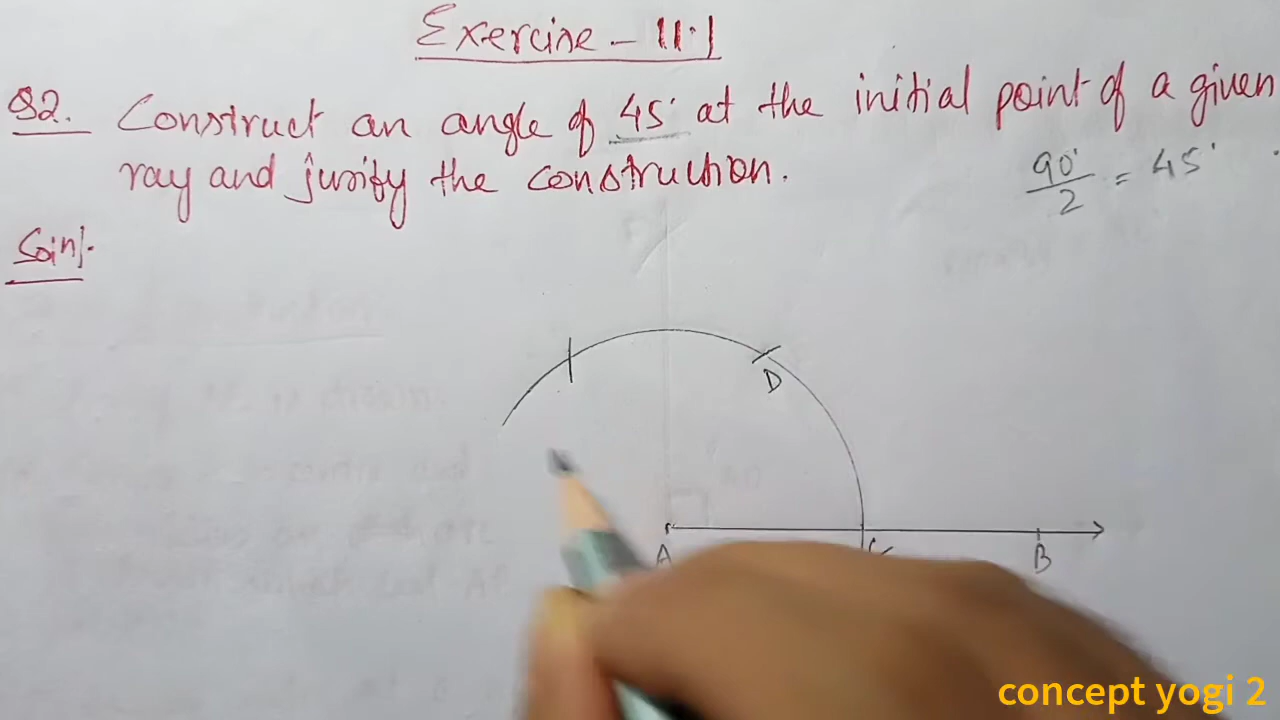 Exercise - 11.1
Q2. Construct an angle of 45° at the initial point of a given
ray and jusify the construction.
90°/2 = 45°
Soln/-
D
A C B
concept yogi 2